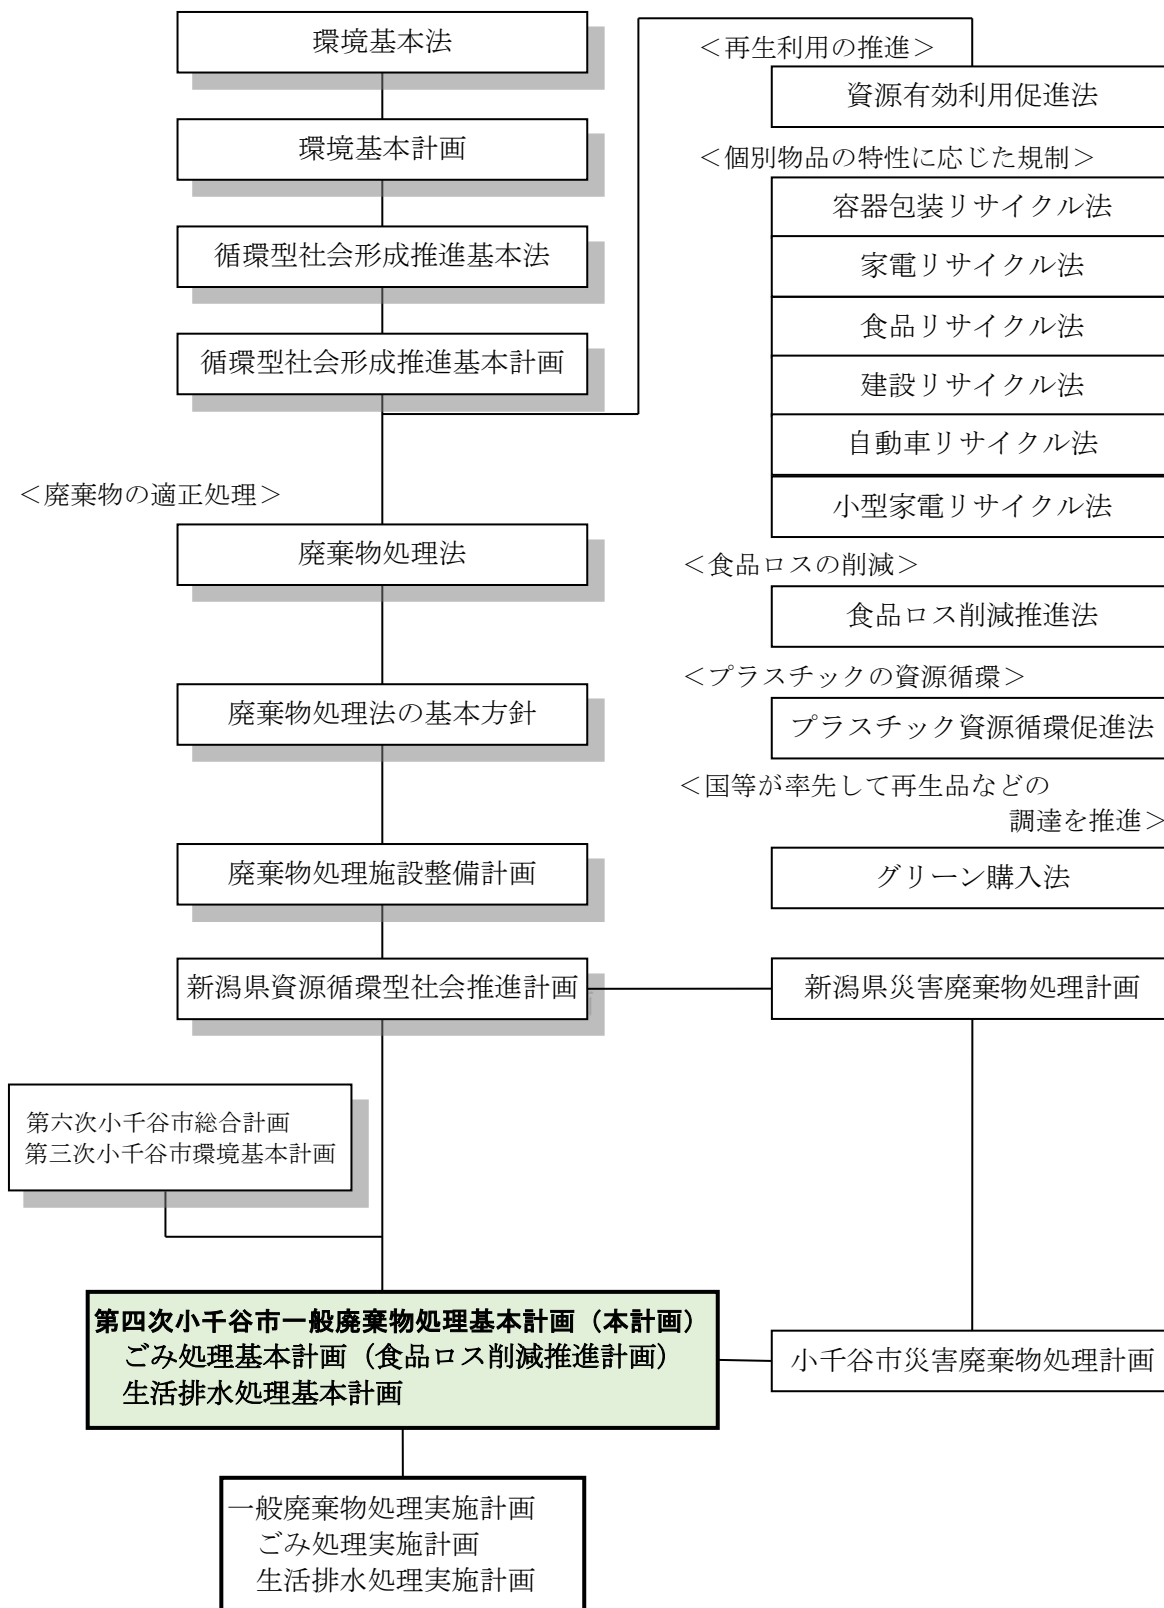 環境基本法
環境基本計画
循環型社会形成推進基本法
循環型社会形成推進基本計画
＜再生利用の推進＞
資源有効利用促進法
＜個別物品の特性に応じた規制＞
容器包装リサイクル法
家電リサイクル法
食品リサイクル法
建設リサイクル法
自動車リサイクル法
小型家電リサイクル法
＜食品ロスの削減＞
食品ロス削減推進法
＜プラスチックの資源循環＞
プラスチック資源循環促進法
＜国等が率先して再生品などの
調達を推進＞
グリーン購入法
＜廃棄物の適正処理＞
廃棄物処理法
廃棄物処理法の基本方針
廃棄物処理施設整備計画
新潟県資源循環型社会推進計画
新潟県災害廃棄物処理計画
第六次小千谷市総合計画
第三次小千谷市環境基本計画
第四次小千谷市一般廃棄物処理基本計画（本計画）
ごみ処理基本計画（食品ロス削減推進計画）
生活排水処理基本計画
小千谷市災害廃棄物処理計画
一般廃棄物処理実施計画
ごみ処理実施計画
生活排水処理実施計画